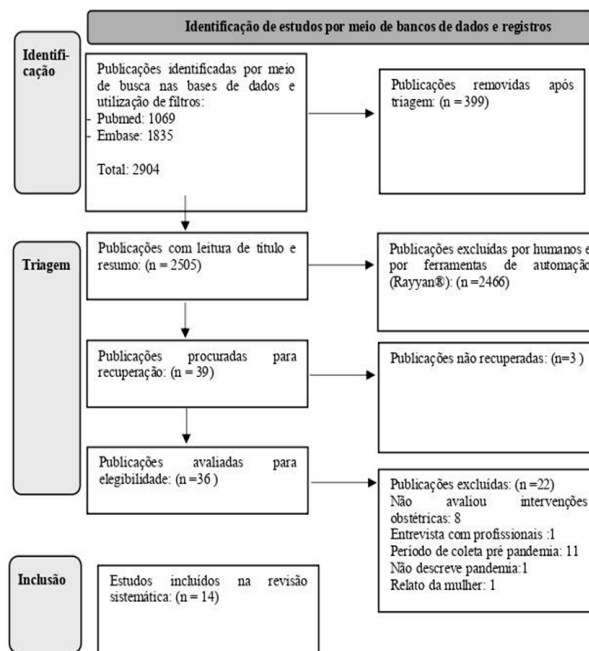 Identificação de estudos por meio de bancos de dados e registros
Identifi-
cação
Publicações identificadas por meio
de busca nas bases de dados e
utilização de filtros:
- Pubmed: 1069
- Embase: 1835
Total: 2904
Publicações removidas após
triagem: (n = 399)
Triagem
Publicações com leitura de título e
resumo: (n = 2505)
Publicações excluídas por humanos e
por ferramentas de automação
(Rayyan®): (n =2466)
Publicações procuradas para
recuperação: (n = 39)
Publicações não recuperadas: (n=3 )
Publicações avaliadas para
elegibilidade: (n =36 )
Publicações excluídas: (n =22)
Não avaliou intervenções
obstétricas: 8
Entrevista com profissionais :1
Período de coleta pré pandemia: 11
Não descreve pandemia:1
Relato da mulher: 1
Inclusão
Estudos incluídos na revisão
sistemática: (n = 14)